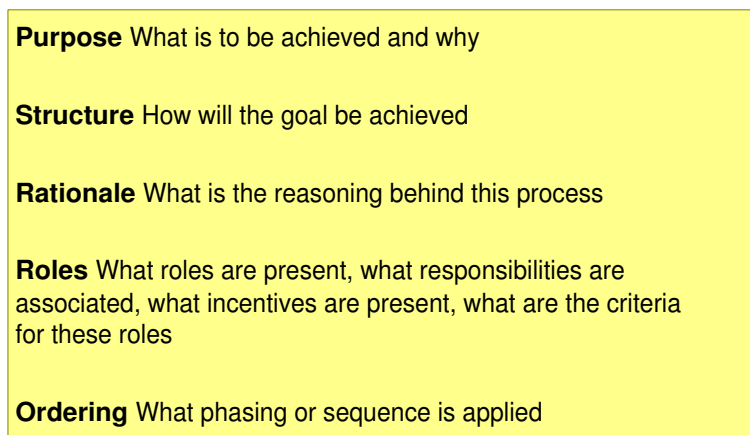 Purpose What is to be achieved and why
Structure How will the goal be achieved
Rationale What is the reasoning behind this process
Roles What roles are present, what responsibilities are
associated, what incentives are present, what are the criteria
for these roles
Ordering What phasing or sequence is applied